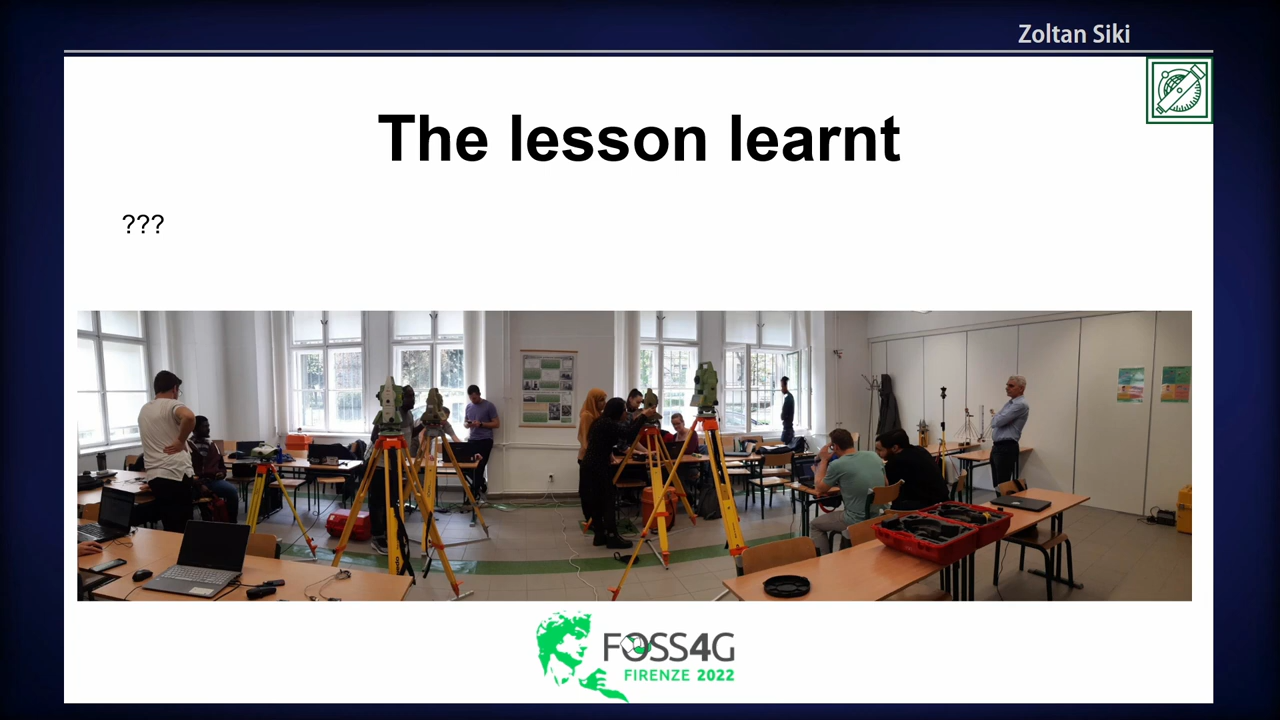 Zoltan Siki
The lesson learnt
???
FOSS4G
FIRENZE 2022